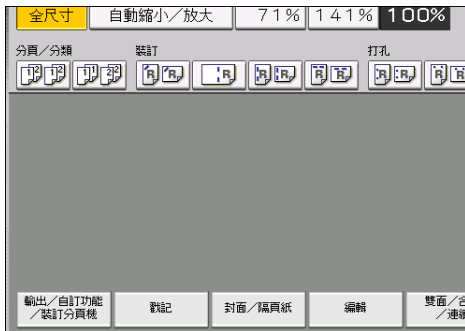 全尺寸 自動縮小／放大 71% 141% 100%
分頁／分類 裝訂 打孔
輸出／自訂功能
／裝訂分頁機
戳記
封面／隔頁紙
編輯
雙面／
／連